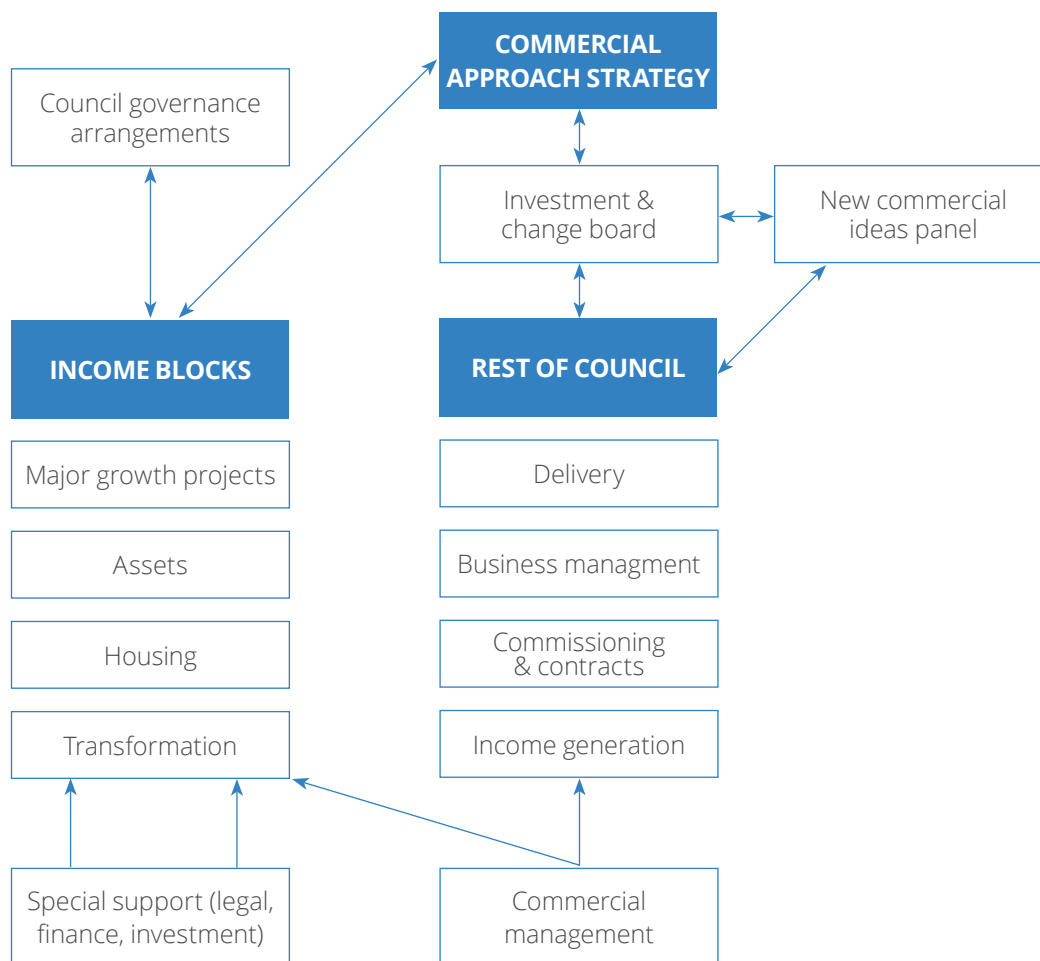 COMMERCIAL
APPROACH STRATEGY
Council governance
arrangements
Investment &
change board
New commercial
ideas panel
INCOME BLOCKS
REST OF COUNCIL
Major growth projects
Delivery
Assets
Business managment
Housing
Commissioning
& contracts
Transformation
Income generation
Special support (legal,
finance, investment)
Commercial
management